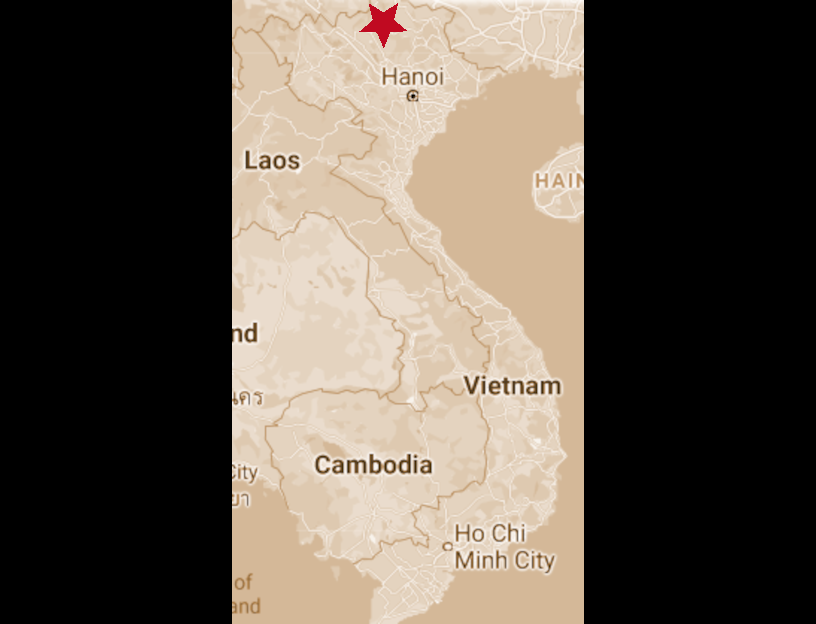 Hanoi
Laos
HAIN
nd
นคร
Vietnam
Cambodia
City
ยา
Ho Chi
Minh City
of
and